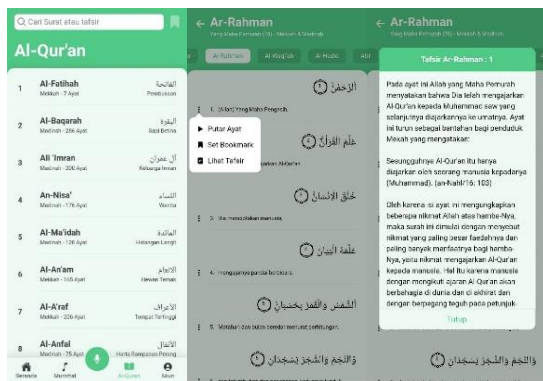 Cari Surat atau tafsir
Al-Qur'an
1 Al-Fatihah الفاتحة
Mekkah - 7 Ayat Pembukaan
2 Al-Baqarah البقرة
Madinah - 286 Ayat Sapi Betina
3 Ali 'Imran آل عمران
Madinah - 200 Ayat Keluarga Imran
4 An-Nisa' النساء
Madinah - 176 Ayat Wanita
5 Al-Ma'idah المائدة
Madinah - 120 Ayat Hidangan Langit
6 Al-An'am الأنعام
Mekkah - 165 Ayat Hewan Ternak
7 Al-A'raf الأعراف
Mekkah - 206 Ayat Tempat Tertinggi
8 Al-Anfal الأنفال
Madinah - 75 Ayat Harta Rampasan Perang
Beranda Murottal Al-Quran Akun
Ar-Rahman
Yang Maha Pemurah (78) - Mekkah & Madinah
Ar-Rahman Al-Waqi'ah Al-Hadid
الرَّحْمَٰنُ
1. (Allah) Yang Maha Pengasih,
Putar Ayat
Set Bookmark
Lihat Tafsir
عَلَّمَ الْقُرْآنَ
خَلَقَ الْإِنسَانَ
3. Dia menciptakan manusia,
عَلَّمَهُ الْبَيَانَ
4. mengajarnya pandai berbicara.
الشَّمْسُ وَالْقَمَرُ بِحُسْبَانٍ
5. Matahari dan bulan beredar menurut perhitungan,
وَالنَّجْمُ وَالشَّجَرُ يَسْجُدَانِ
Ar-Rahman
Yang Maha Pemurah (78) - Mekkah & Madinah
Tafsir Ar-Rahman : 1
Pada ayat ini Allah yang Maha Pemurah
menyatakan bahwa Dia telah mengajarkan
Al-Qur'an kepada Muhammad saw yang
selanjutnya diajarkannya ke umatnya. Ayat
ini turun sebagai bantahan bagi penduduk
Mekah yang mengatakan:
Sesungguhnya Al-Qur'an itu hanya
diajarkan oleh seorang manusia kepadanya
(Muhammad). (an-Nahl/16: 103)
Oleh karena isi ayat ini mengungkapkan
beberapa nikmat Allah atas hamba-Nya,
maka surah ini dimulai dengan menyebut
nikmat yang paling besar faedahnya dan
paling banyak manfaatnya bagi hamba-
Nya, yaitu nikmat mengajarkan Al-Qur'an
kepada manusia. Hal itu karena manusia
dengan mengikuti ajaran Al-Qur'an akan
berbahagia di dunia dan di akhirat dan
dengan berpegang teguh pada petunjuk-
Tutup
وَالنَّجْمُ وَالشَّجَرُ يَسْجُدَانِ